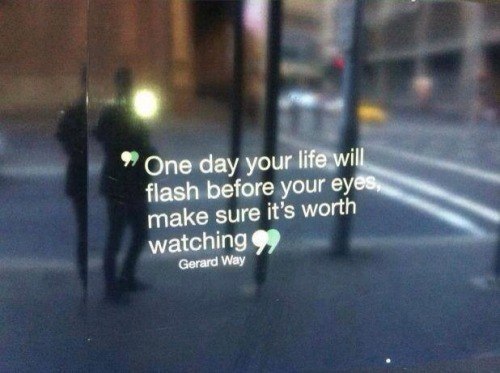 ” One day your life will
flash before your eyes,
make sure it's worth
watching ”
Gerard Way